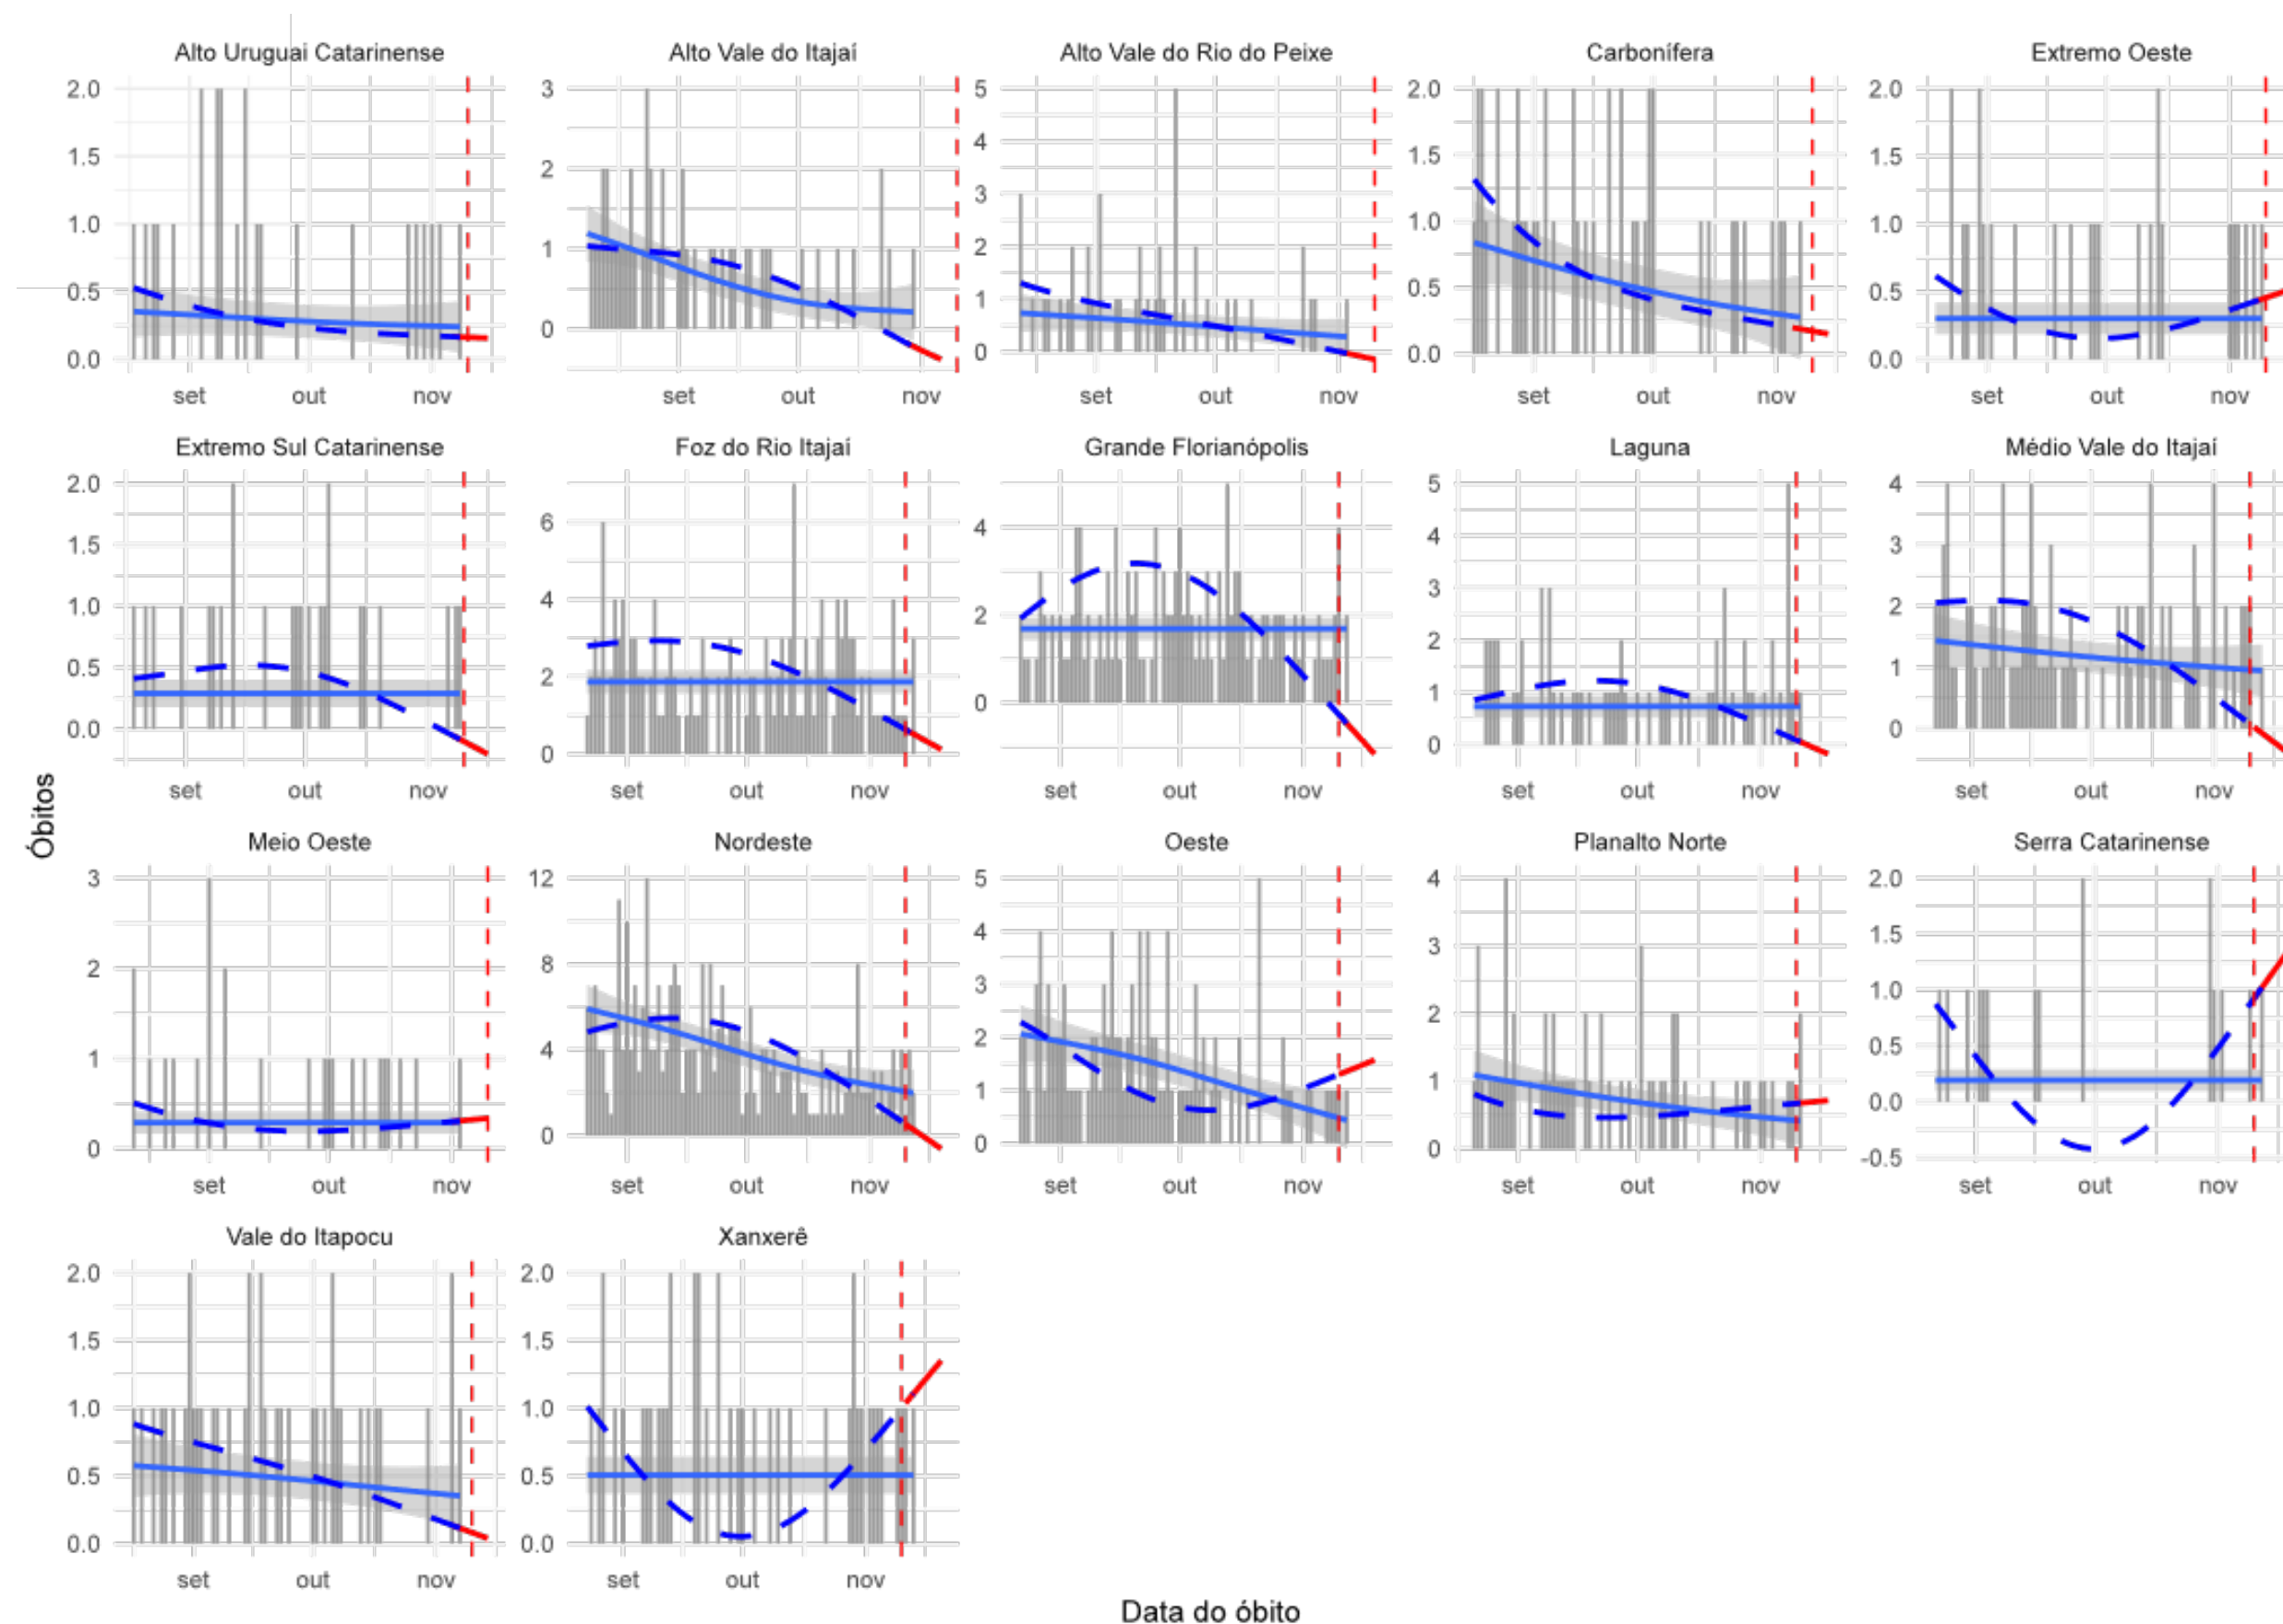 Alto Uruguai Catarinense
Alto Vale do Itajaí
Alto Vale do Rio do Peixe
Carbonífera
Extremo Oeste
2.0
1.5
1.0
0.5
0.0
set out nov
3
2
1
0
set out nov
5
4
3
2
1
0
set out nov
2.0
1.5
1.0
0.5
0.0
set out nov
2.0
1.5
1.0
0.5
0.0
set out nov
Extremo Sul Catarinense
Foz do Rio Itajaí
Grande Florianópolis
Laguna
Médio Vale do Itajaí
2.0
1.5
1.0
0.5
0.0
set out nov
6
4
2
0
set out nov
4
2
0
set out nov
5
4
3
2
1
0
set out nov
4
3
2
1
0
set out nov
Óbitos
Meio Oeste
Nordeste
Oeste
Planalto Norte
Serra Catarinense
3
2
1
0
set out nov
12
8
4
0
set out nov
5
4
3
2
1
0
set out nov
4
3
2
1
0
set out nov
2.0
1.5
1.0
0.5
0.0
-0.5
set out nov
Vale do Itapocu
Xanxerê
2.0
1.5
1.0
0.5
0.0
set out nov
2.0
1.5
1.0
0.5
0.0
set out nov
Data do óbito